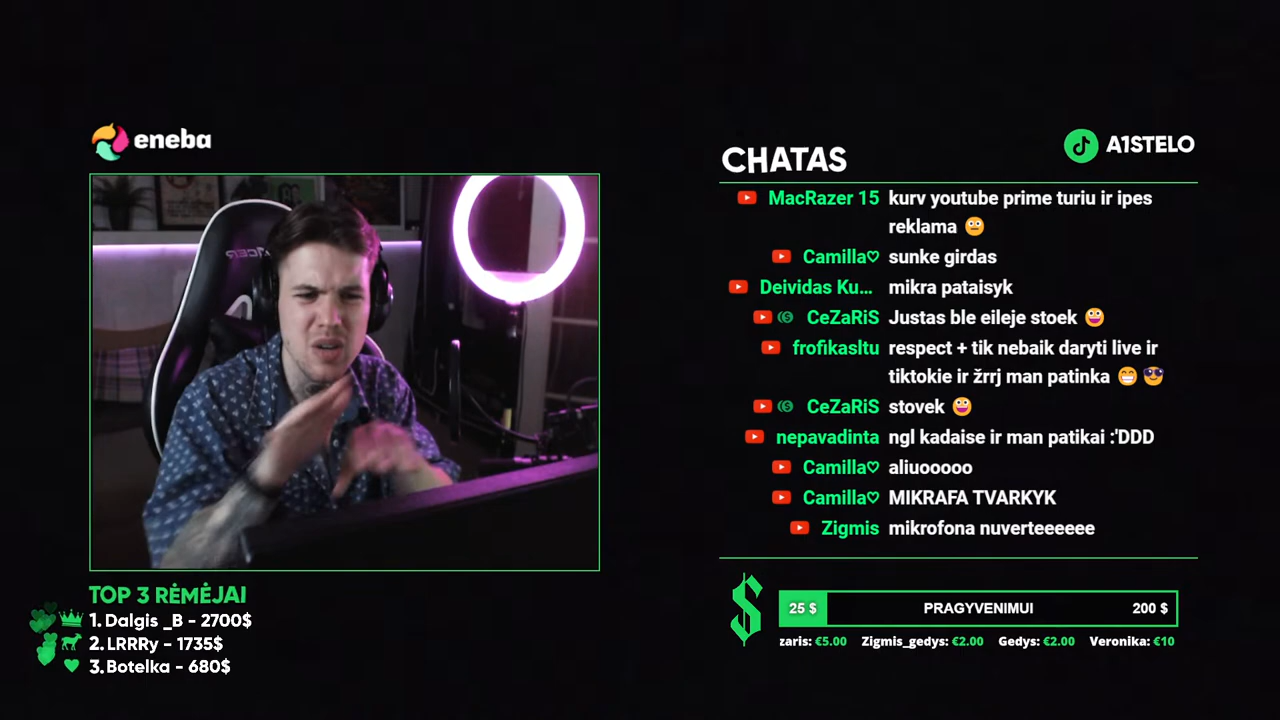 eneba
CHATAS
A1STELO
MacRazer 15 kurv youtube prime turiu ir ipes
reklama
Camilla♡ sunke girdas
Deividas Ku... mikra pataisyk
CeZaRiS Justas ble eileje stoek
frofikasltu respect + tik nebaik daryti live ir
tiktokie ir žrrj man patinka
CeZaRiS stovek
nepavadinta ngl kadaise ir man patikai :'DDD
Camilla♡ aliuooooo
Camilla♡ MIKRAFA TVARKYK
Zigmis mikrofona nuverteeeeee
TOP 3 RĖMĖJAI
1. Dalgis _B - 2700$
2. LRRRy - 1735$
3. Botelka - 680$
$
25 $ PRAGYVENIMUI 200 $
zaris: €5.00 Zigmis_gedys: €2.00 Gedys: €2.00 Veronika: €10